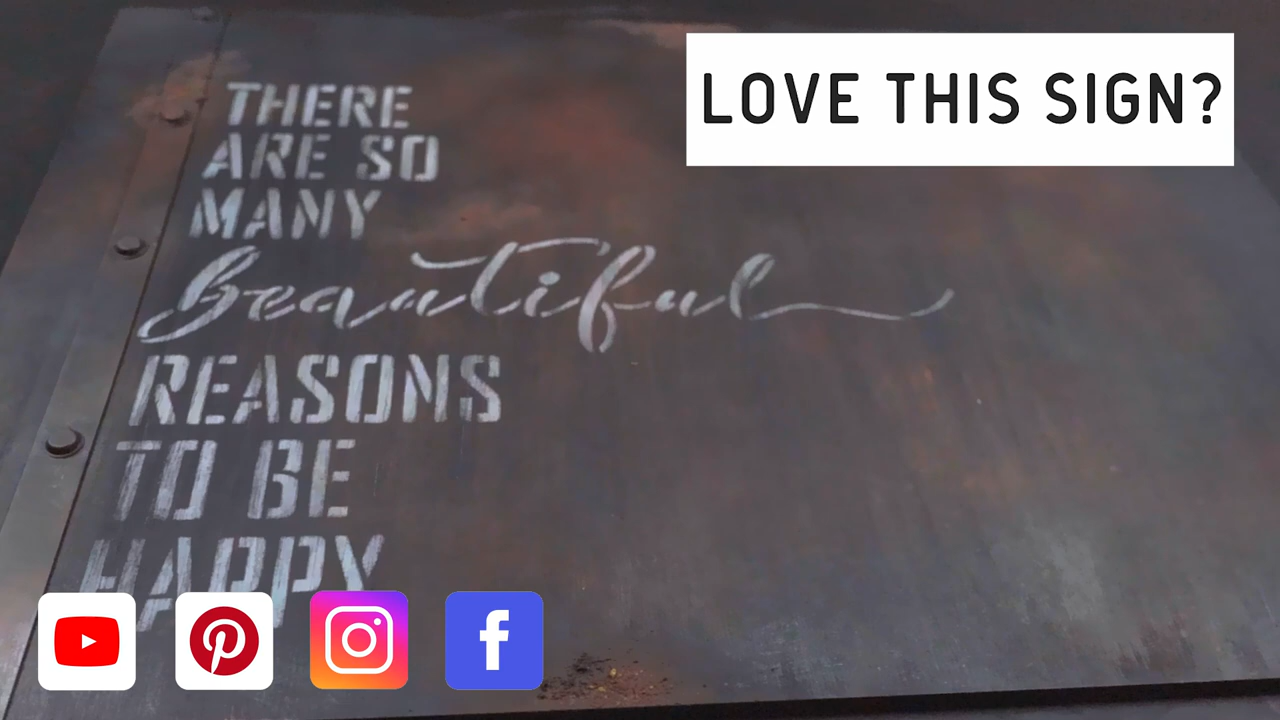 THERE
ARE SO
MANY
beautiful
REASONS
TO BE
HAPPY
LOVE THIS SIGN?